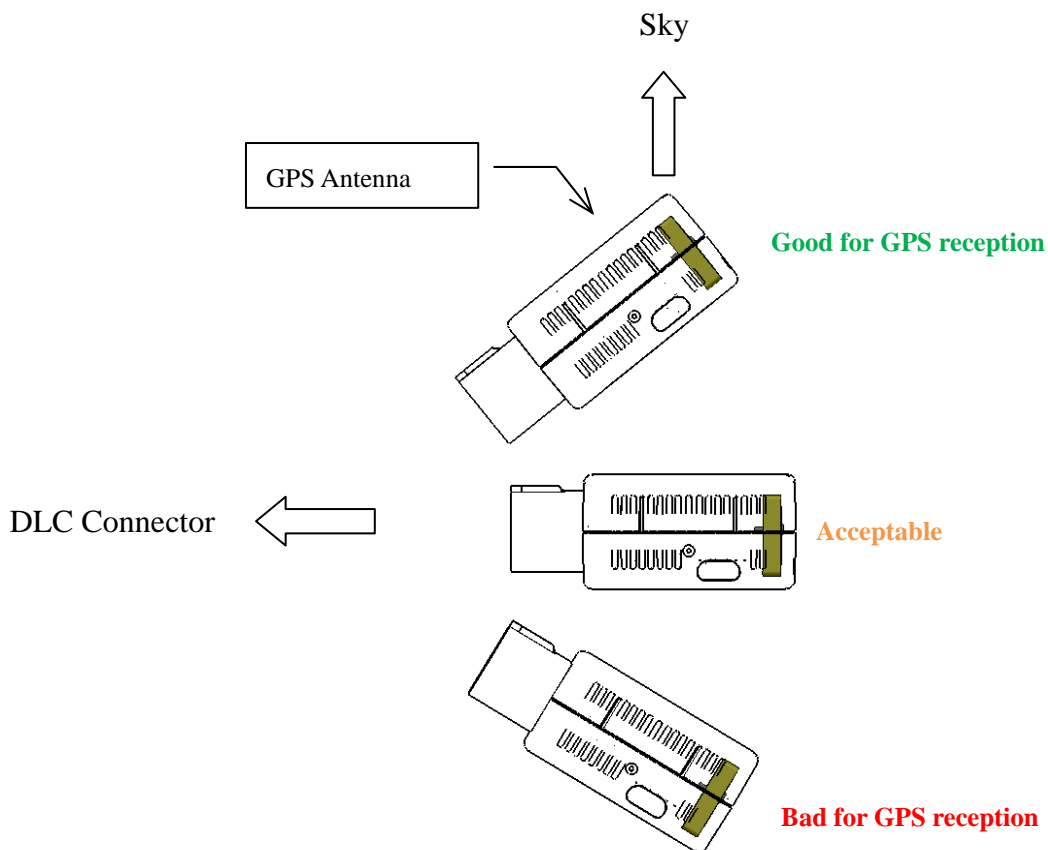 Sky
GPS Antenna
Good for GPS reception
DLC Connector
Acceptable
Bad for GPS reception